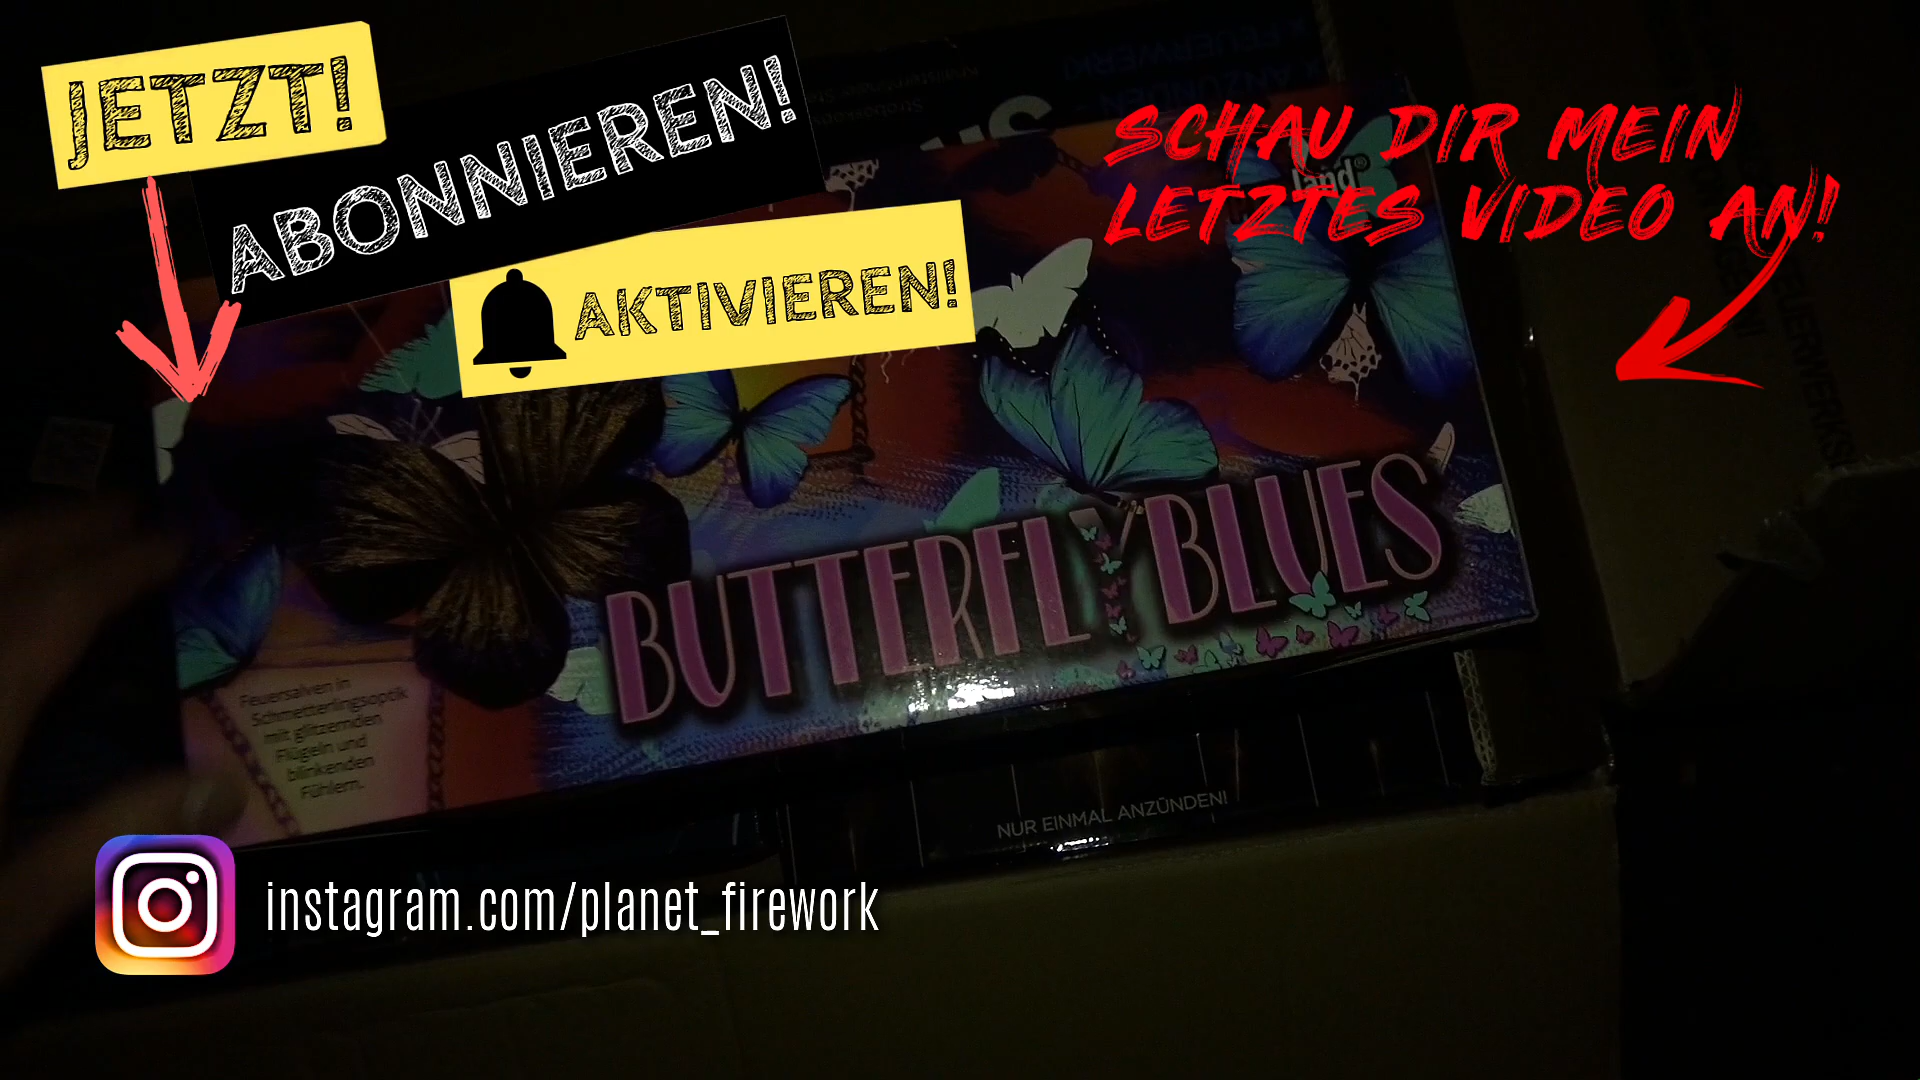 JETZT!
ABONNIEREN!
AKTIVIEREN!
SCHAU DIR MEIN
LETZTES VIDEO AN!
land®
BUTTERFLY BLUES
Feuersalven in
Schmetterlingsoptik
mit glitzernden
Flügeln und
blinkenden
Fühlern.
NUR EINMAL ANZÜNDEN!
instagram.com/planet_firework